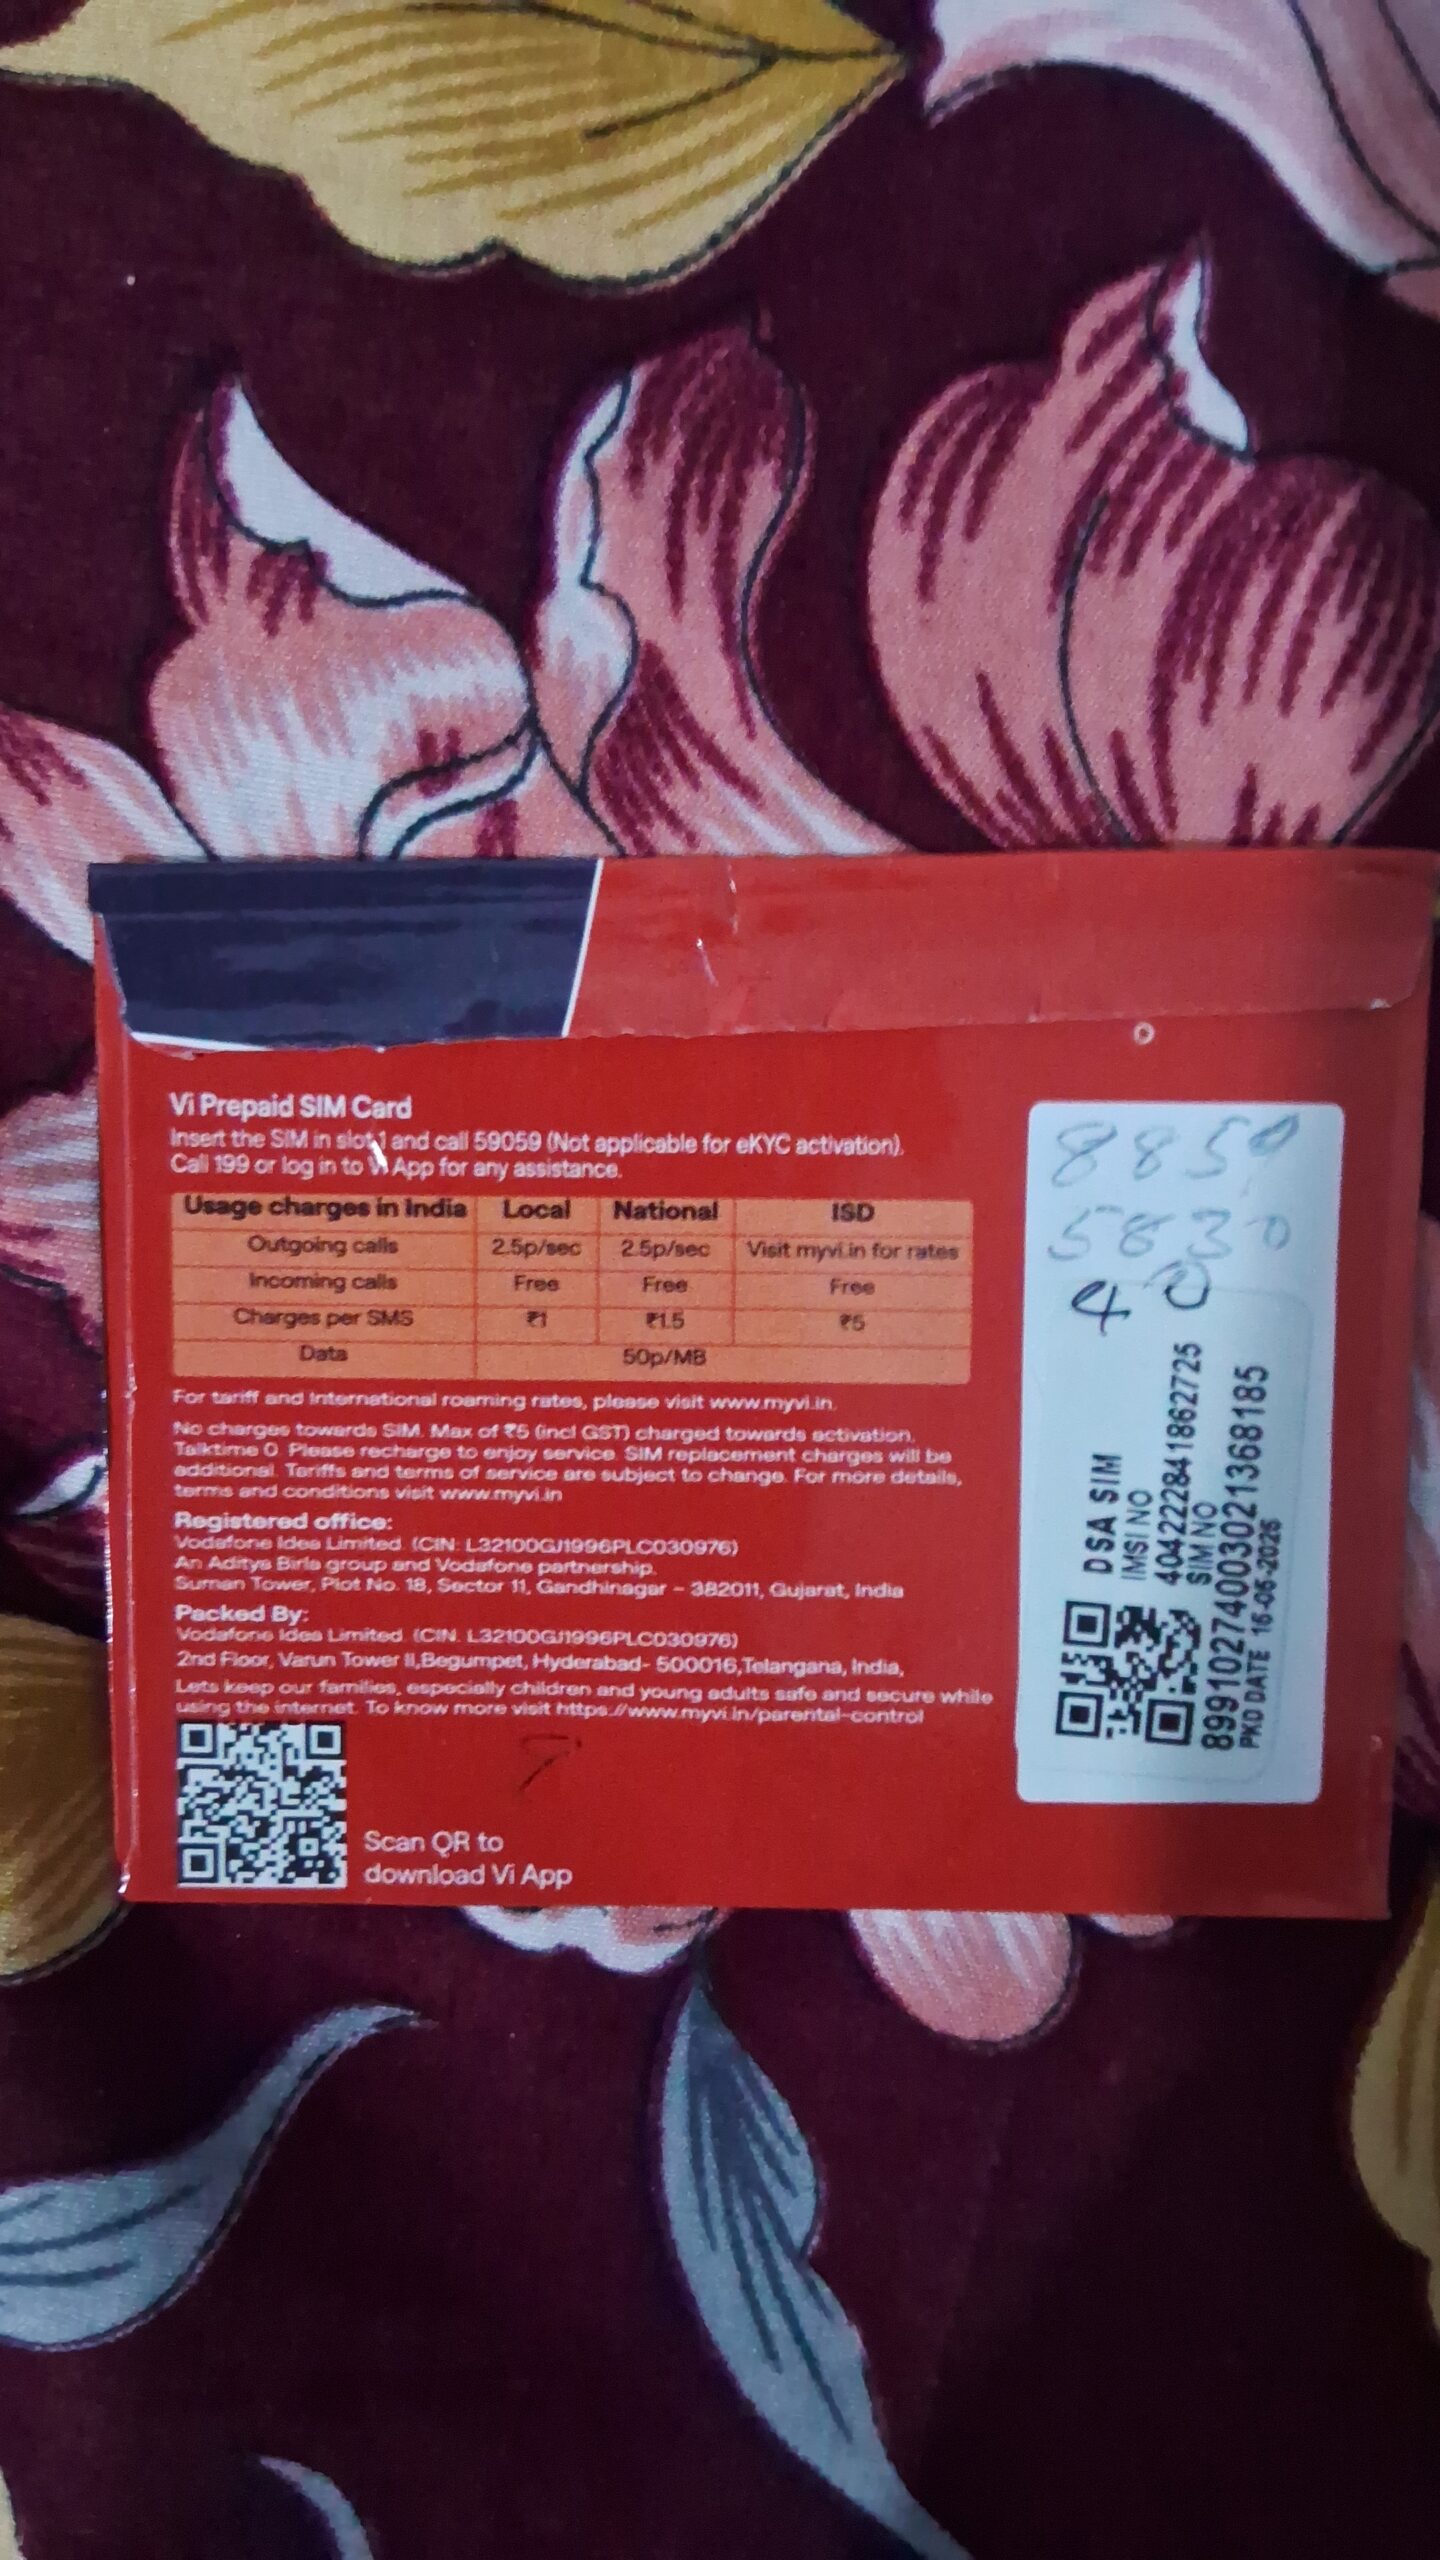 Vi Prepaid SIM Card
Insert the SIM in slot 1 and call 59059 (Not applicable for eKYC activation).
Call 199 or log in to Vi App for any assistance.
Usage charges in India Local National ISD
Outgoing calls 2.5p/sec 2.5p/sec Visit myvi.in for rates
Incoming calls Free Free Free
Charges per SMS ₹1 ₹1.5 ₹5
Data 50p/MB
For tariff and International roaming rates, please visit www.myvi.in.
No charges towards SIM. Max of ₹5 (incl GST) charged towards activation.
Talktime 0. Please recharge to enjoy service. SIM replacement charges will be
additional. Tariffs and terms of service are subject to change. For more details,
terms and conditions visit www.myvi.in
Registered office:
Vodafone Idea Limited. (CIN: L32100GJ1996PLC030976)
An Aditya Birla group and Vodafone partnership.
Suman Tower, Plot No. 18, Sector 11, Gandhinagar - 382011, Gujarat, India
Packed By:
Vodafone Idea Limited. (CIN. L32100GJ1996PLC030976)
2nd Floor, Varun Tower II,Begumpet, Hyderabad- 500016,Telangana, India,
Lets keep our families, especially children and young adults safe and secure while
using the internet. To know more visit https://www.myvi.in/parental-control
Scan QR to
download Vi App
8850
5830
40
DSA SIM
IMSI NO
404222841862725
SIM NO
8991027400302136818​5
PKD DATE 16-05-2025